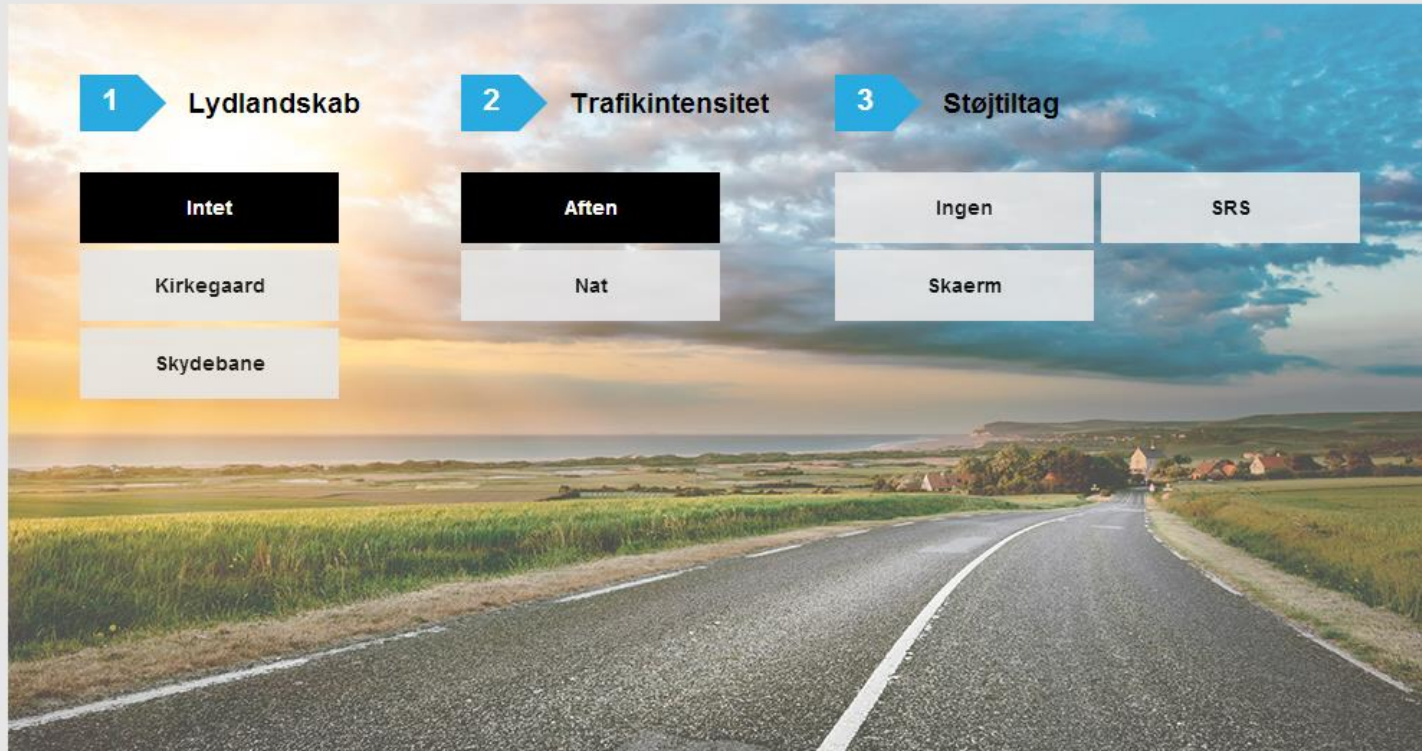 1 Lydlandskab
Intet
Kirkegaard
Skydebane
2 Trafikintensitet
Aften
Nat
3 Støjtiltag
Ingen
SRS
Skaerm